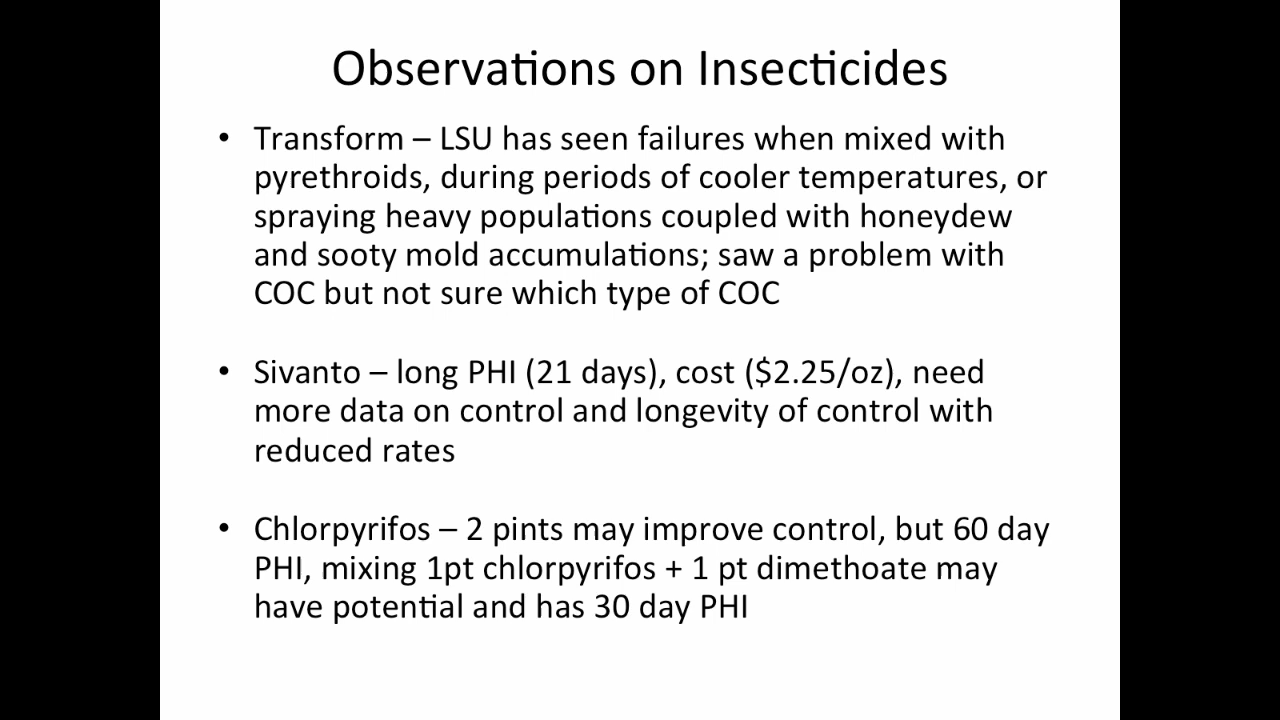 Observations on Insecticides
• Transform – LSU has seen failures when mixed with
pyrethroids, during periods of cooler temperatures, or
spraying heavy populations coupled with honeydew
and sooty mold accumulations; saw a problem with
COC but not sure which type of COC
• Sivanto – long PHI (21 days), cost ($2.25/oz), need
more data on control and longevity of control with
reduced rates
• Chlorpyrifos – 2 pints may improve control, but 60 day
PHI, mixing 1pt chlorpyrifos + 1 pt dimethoate may
have potential and has 30 day PHI